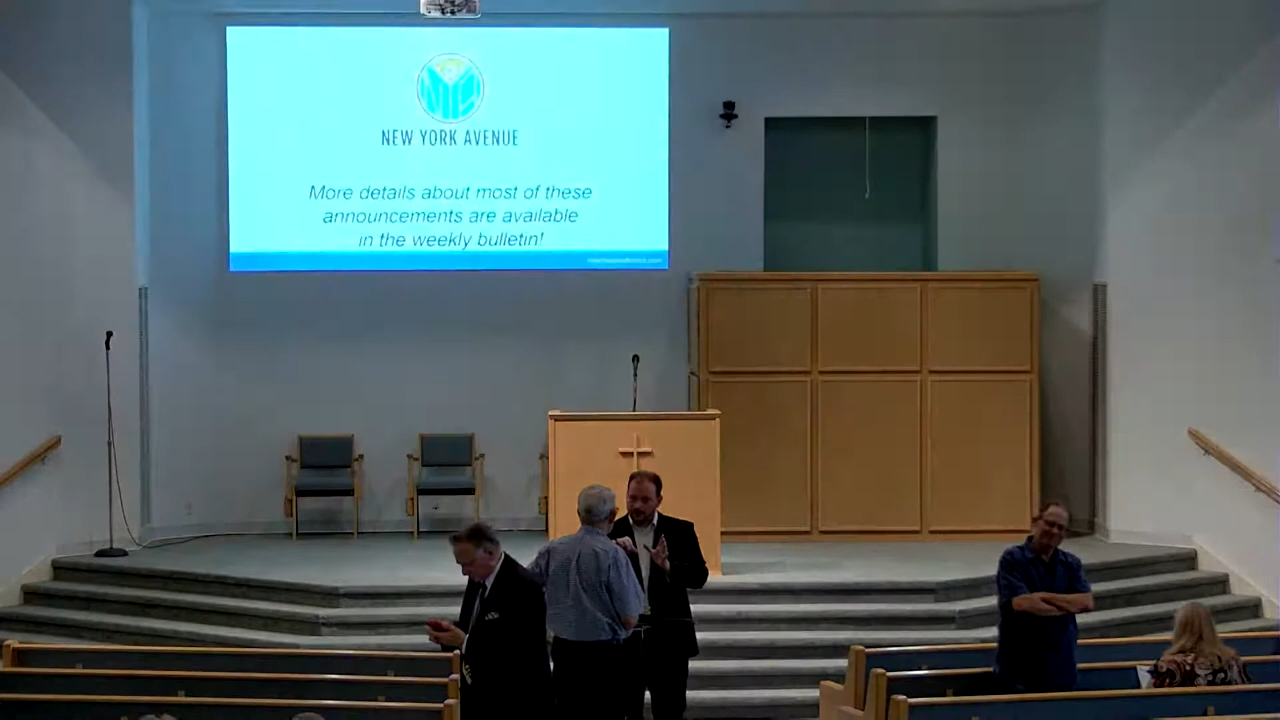 NEW YORK AVENUE
More details about most of these
announcements are available
in the weekly bulletin!